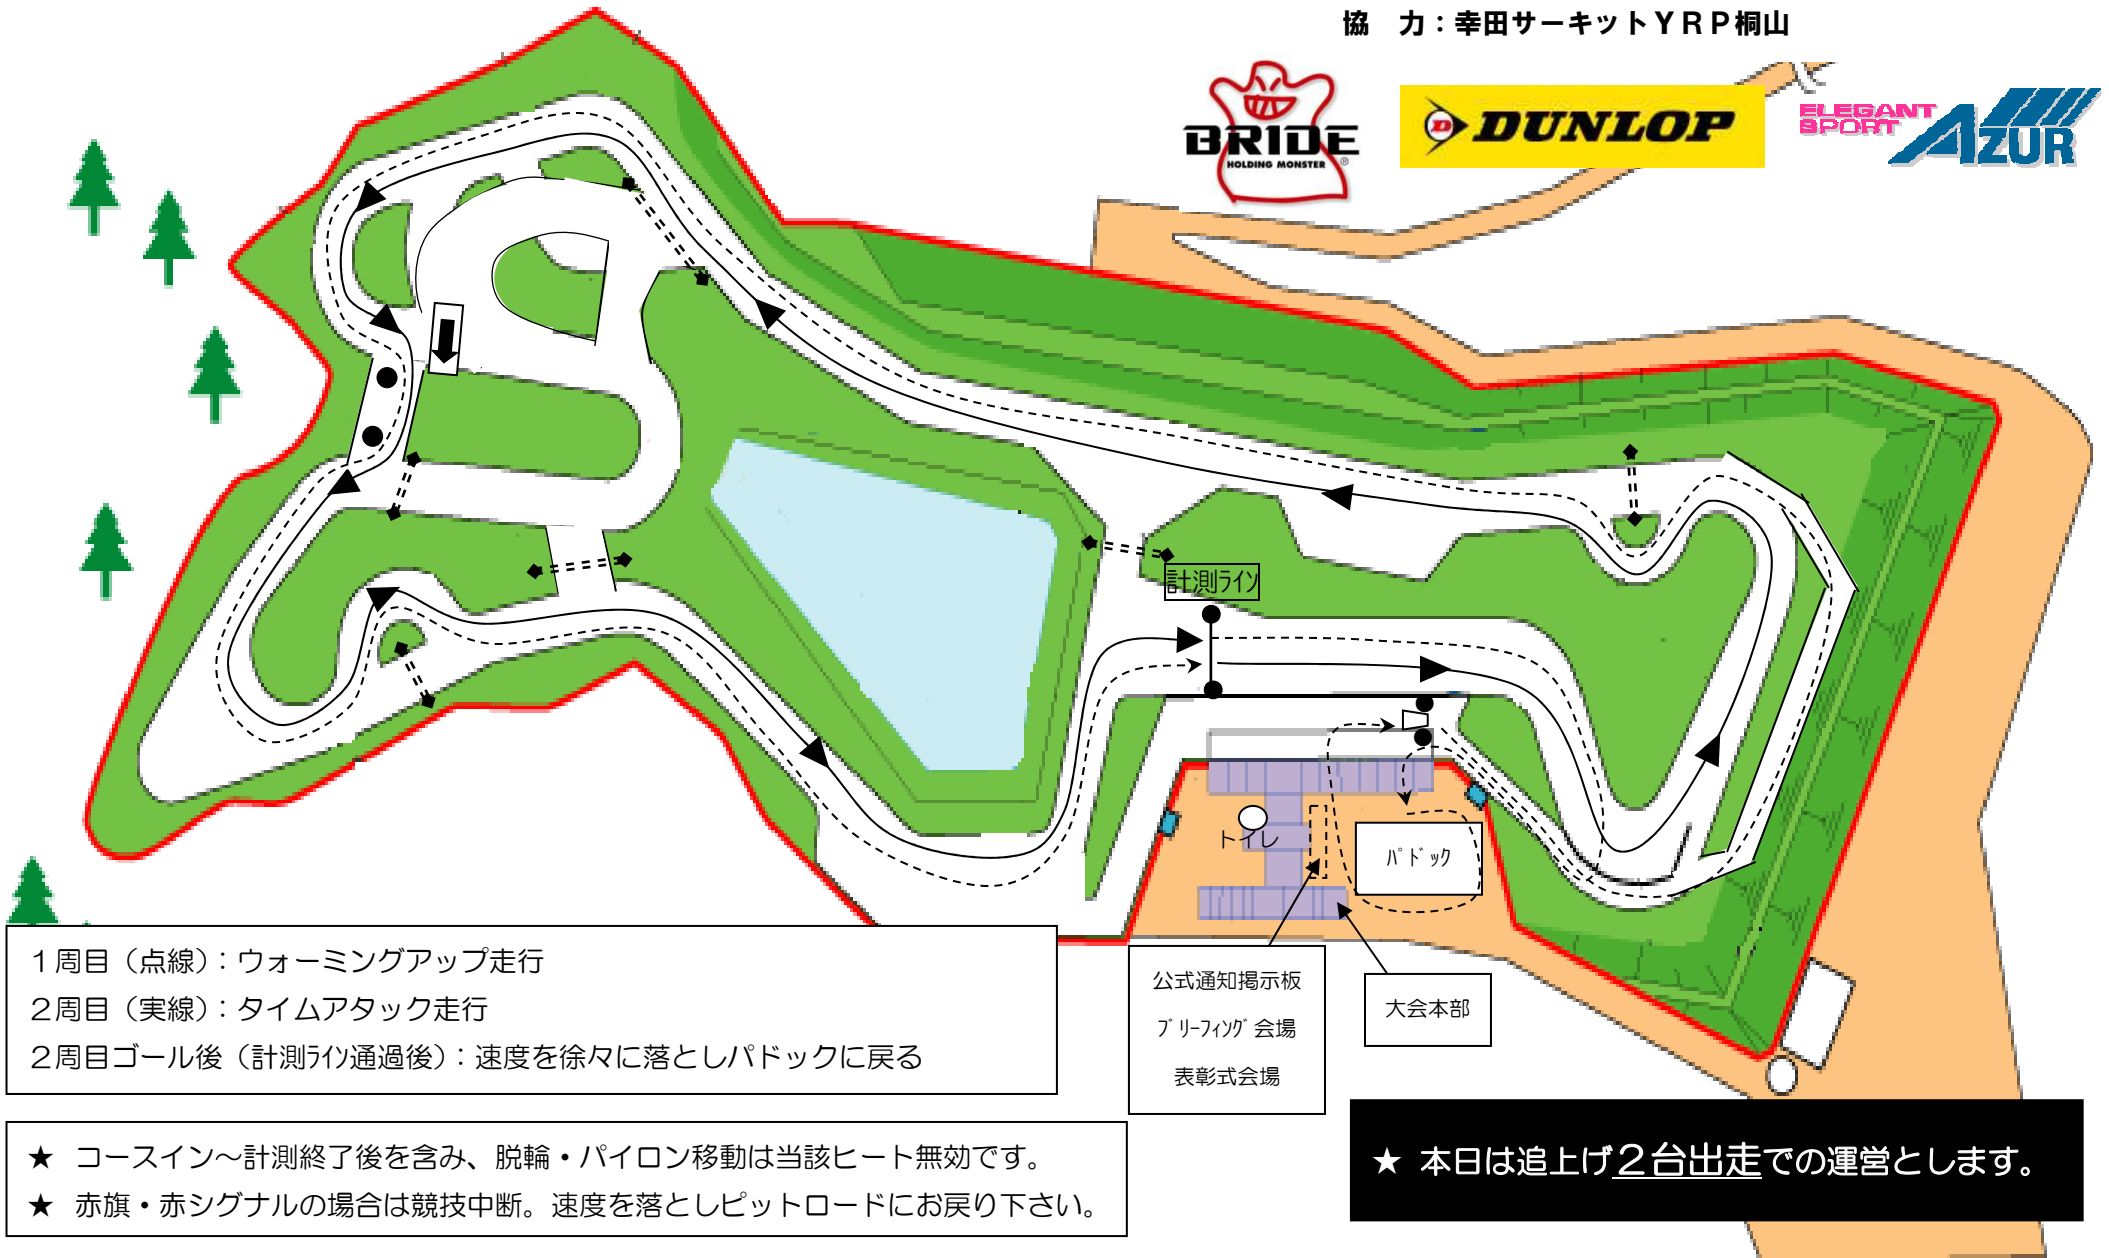 協　力：幸田サーキットＹＲＰ桐山
BRIDE
HOLDING MONSTER
®
D DUNLOP
ELEGANT
SPORT
AZUR
計測ﾗｲﾝ
トイレ
ﾊﾟﾄﾞｯｸ
１周目（点線）：ウォーミングアップ走行
２周目（実線）：タイムアタック走行
２周目ゴール後（計測ﾗｲﾝ通過後）：速度を徐々に落としパドックに戻る
公式通知掲示板
ﾌﾞﾘｰﾌｨﾝｸﾞ会場
表彰式会場
大会本部
★　コースイン～計測終了後を含み、脱輪・パイロン移動は当該ヒート無効です。
★　赤旗・赤シグナルの場合は競技中断。速度を落としピットロードにお戻り下さい。
★ 本日は追上げ２台出走での運営とします。